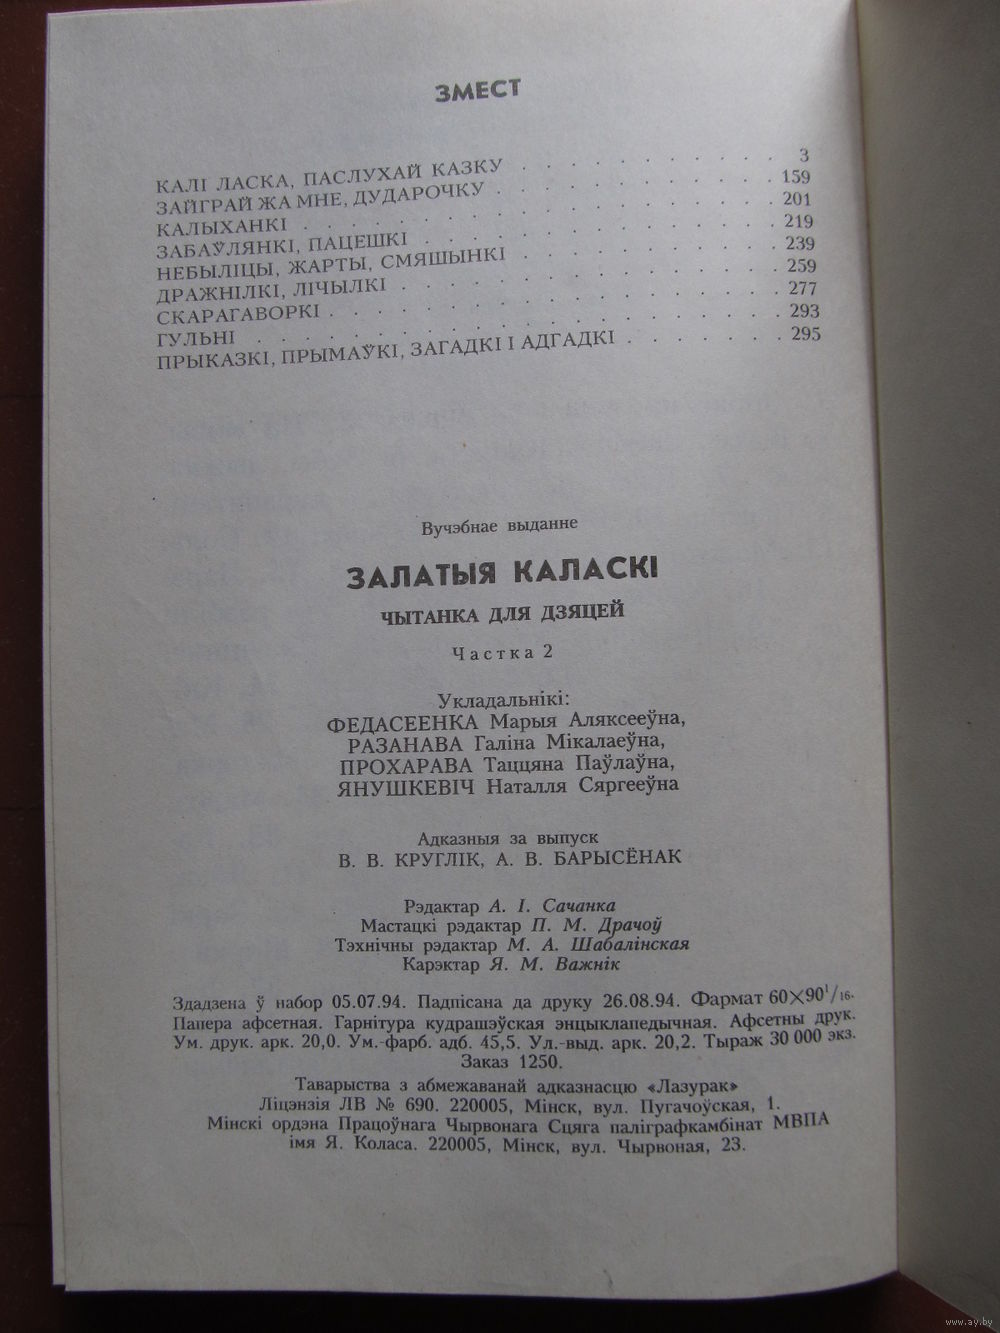 ЗМЕСТ
КАЛІ ЛАСКА, ПАСЛУХАЙ КАЗКУ . . . . . . . . . . . . 3
ЗАЙГРАЙ ЖА МНЕ, ДУДАРОЧКУ . . . . . . . . . . . . 159
КАЛЫХАНКІ . . . . . . . . . . . . . . . . . . . . 201
ЗАБАЎЛЯНКІ, ПАЦЕШКІ . . . . . . . . . . . . . . . 219
НЕБЫЛІЦЫ, ЖАРТЫ, СМЯШЫНКІ . . . . . . . . . . . . 239
ДРАЖНІЛКІ, ЛІЧЫЛКІ . . . . . . . . . . . . . . . . 259
СКАРАГАВОРКІ . . . . . . . . . . . . . . . . . . . 277
ГУЛЬНІ . . . . . . . . . . . . . . . . . . . . . . 293
ПРЫКАЗКІ, ПРЫМАЎКІ, ЗАГАДКІ І АДГАДКІ . . . . . . . 295
Вучэбнае выданне
ЗАЛАТЫЯ КАЛАСКІ
ЧЫТАНКА ДЛЯ ДЗЯЦЕЙ
Частка 2
Укладальнікі:
ФЕДАСЕЕНКА Марыя Аляксееўна,
РАЗАНАВА Галіна Мікалаеўна,
ПРОХАРАВА Таццяна Паўлаўна,
ЯНУШКЕВІЧ Наталля Сяргееўна
Адказныя за выпуск
В. В. КРУГЛІК, А. В. БАРЫСЁНАК
Рэдактар А. І. Сачанка
Мастацкі рэдактар П. М. Драчоў
Тэхнічны рэдактар М. А. Шабалінская
Карэктар Я. М. Важнік
Здадзена ў набор 05.07.94. Падпісана да друку 26.08.94. Фармат 60×90¹/₁₆.
Папера афсетная. Гарнітура кудрашэўская энцыклапедычная. Афсетны друк.
Ум. друк. арк. 20,0. Ум.-фарб. адб. 45,5. Ул.-выд. арк. 20,2. Тыраж 30 000 экз.
Заказ 1250.
Таварыства з абмежаванай адказнасцю «Лазурак»
Ліцэнзія ЛВ № 690. 220005, Мінск, вул. Пугачоўская, 1.
Мінскі ордэна Працоўнага Чырвонага Сцяга паліграфкамбінат МВПА
імя Я. Коласа. 220005, Мінск, вул. Чырвоная, 23.
www.ay.by